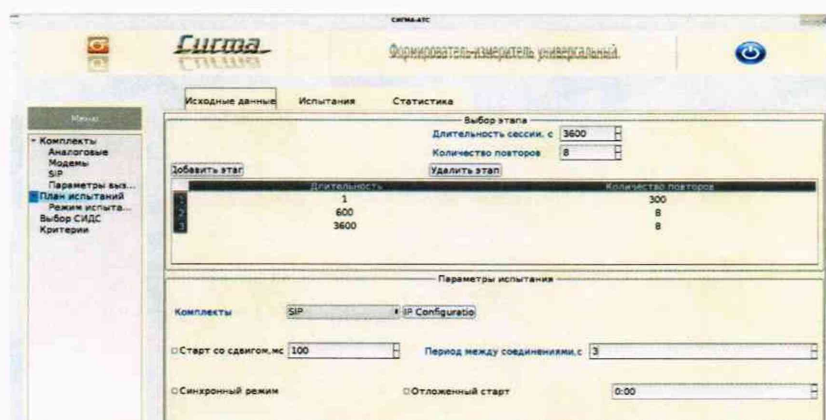 СИГМА-АТС
Сигма
Формирователь-измеритель универсальный.
Исходные данные Испытания Статистика
Меню
Комплекты
Аналоговые
Модемы
SIP
Параметры выз...
План испытаний
Режим испыта...
Выбор СИДС
Критерии
Выбор этапа
Длительность сессии, с 3600
Количество повторов 8
Добавить этап Удалить этап
Длительность Количество повторов
1 1 300
2 600 8
3 3600 8
Параметры испытания
Комплекты SIP IP Configuratio
Старт со сдвигом,мс 100 Период между соединениями,с 3
Синхронный режим Отложенный старт 0:00